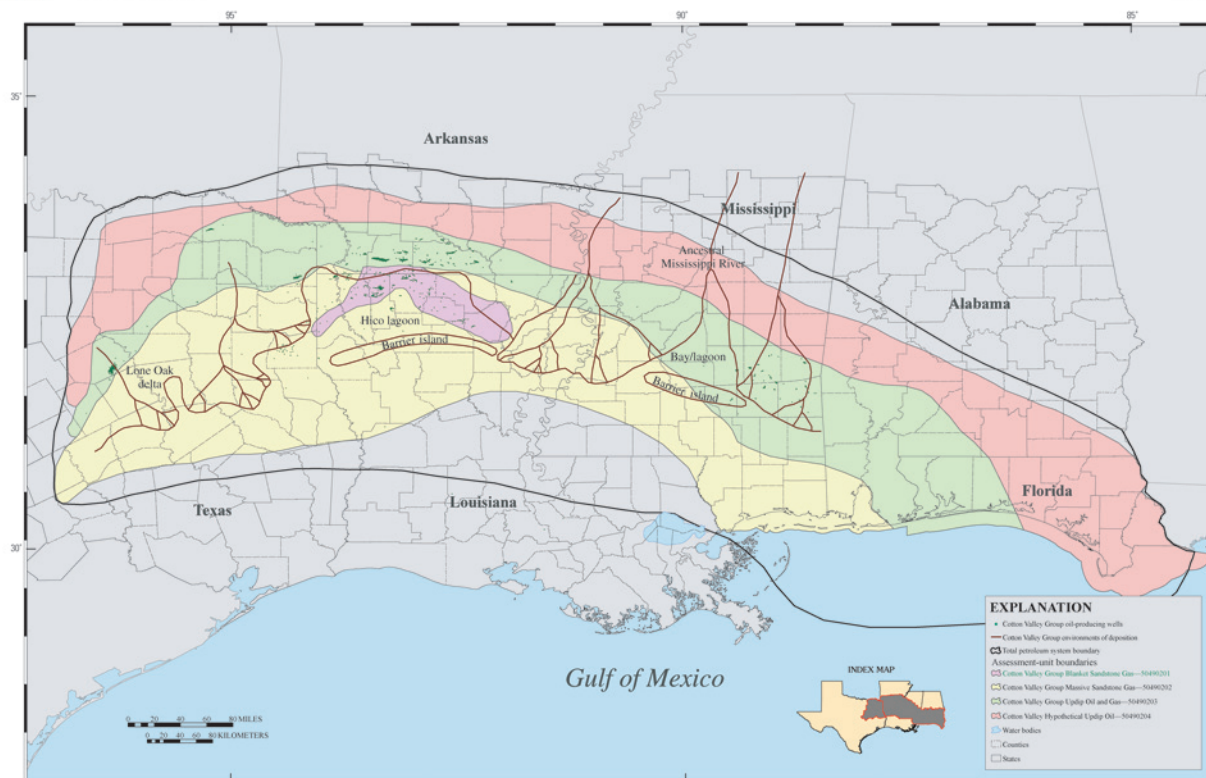 95°
90°
85°
35°
Arkansas
Mississippi
Ancestral
Mississippi River
Alabama
Hico lagoon
Barrier island
Bay/lagoon
Lone Oak
delta
Barrier island
Florida
Louisiana
Texas
30°
EXPLANATION
Cotton Valley Group oil-producing wells
Cotton Valley Group environments of deposition
Total petroleum system boundary
Assessment-unit boundaries
Cotton Valley Group Blanket Sandstone Gas—50490201
Cotton Valley Group Massive Sandstone Gas—50490202
Cotton Valley Group Updip Oil and Gas—50490203
Cotton Valley Hypothetical Updip Oil—50490204
Water bodies
Counties
States
Gulf of Mexico
INDEX MAP
0 20 40 60 80 MILES
0 20 40 60 80 KILOMETERS